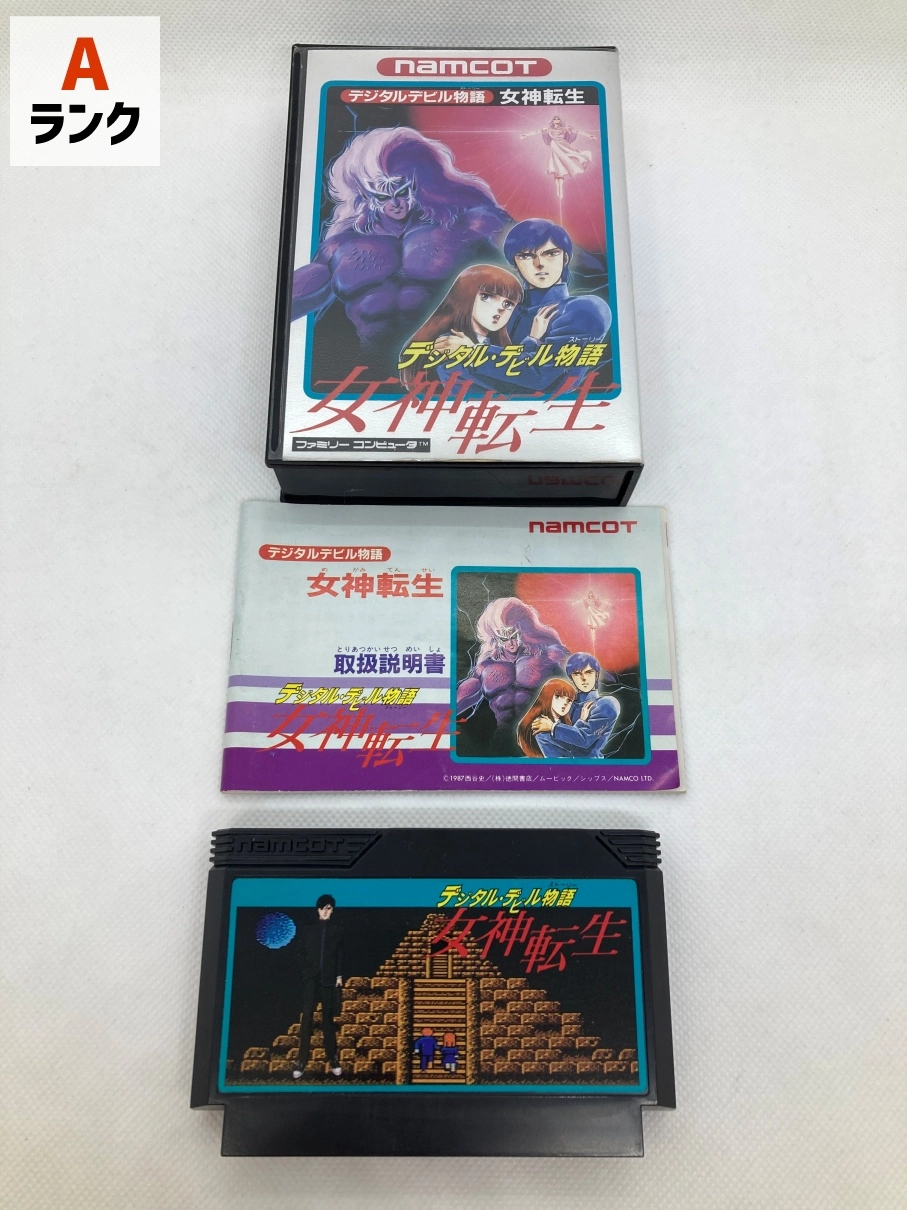 A
ランク
namcot
デジタルデビル物語 女神転生
ストーリー
デジタル・デビル物語
女神転生
ファミリーコンピュータ™
namcot
デジタルデビル物語
め がみ てん せい
女神転生
とりあつかいせつ めい しょ
取扱説明書
デジタル・デビル物語
女神転生
©1987西谷史／(株)徳間書店／ムービック／シップス／NAMCO LTD.
namcot
ストーリー
デジタル・デビル物語
女神転生